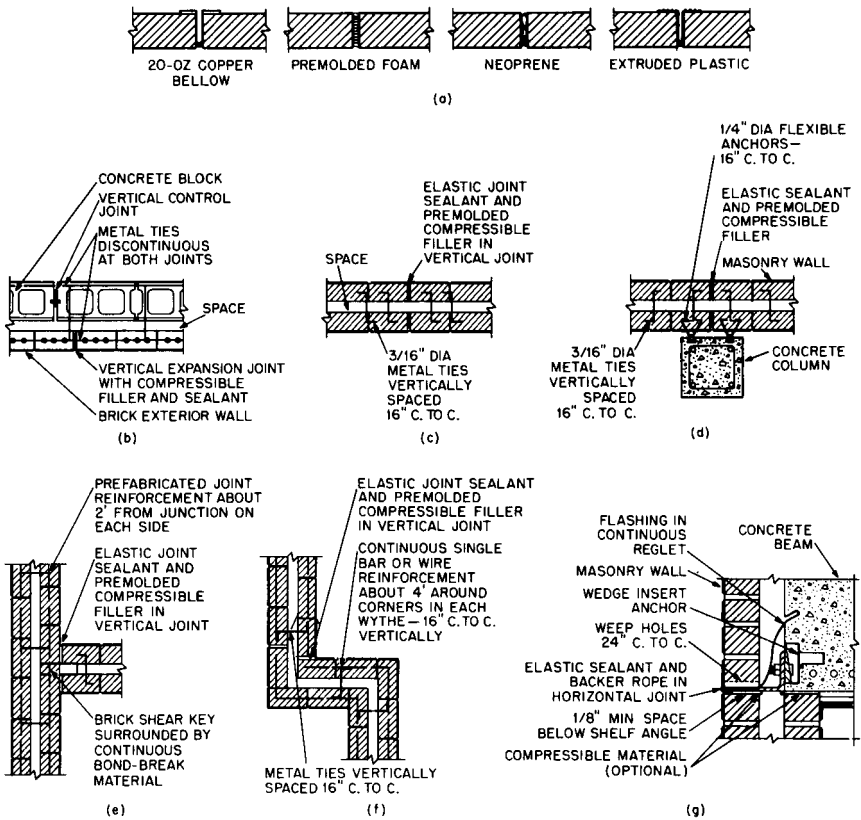 20-OZ COPPER
BELLOW
PREMOLDED FOAM
NEOPRENE
EXTRUDED PLASTIC
(a)
CONCRETE BLOCK
VERTICAL CONTROL
JOINT
METAL TIES
DISCONTINUOUS
AT BOTH JOINTS
SPACE
VERTICAL EXPANSION JOINT
WITH COMPRESSIBLE
FILLER AND SEALANT
BRICK EXTERIOR WALL
(b)
ELASTIC JOINT
SEALANT AND
PREMOLDED
COMPRESSIBLE
FILLER IN
VERTICAL JOINT
SPACE
3/16" DIA
METAL TIES
VERTICALLY
SPACED
16" C. TO C.
(c)
1/4" DIA FLEXIBLE
ANCHORS—
16" C. TO C.
ELASTIC SEALANT
AND PREMOLDED
COMPRESSIBLE
FILLER
MASONRY WALL
3/16" DIA
METAL TIES
VERTICALLY
SPACED
16" C. TO C.
CONCRETE
COLUMN
(d)
PREFABRICATED JOINT
REINFORCEMENT ABOUT
2' FROM JUNCTION ON
EACH SIDE
ELASTIC JOINT
SEALANT AND
PREMOLDED
COMPRESSIBLE
FILLER IN
VERTICAL JOINT
BRICK SHEAR KEY
SURROUNDED BY
CONTINUOUS
BOND-BREAK
MATERIAL
(e)
ELASTIC JOINT SEALANT
AND PREMOLDED
COMPRESSIBLE FILLER
IN VERTICAL JOINT
CONTINUOUS SINGLE
BAR OR WIRE
REINFORCEMENT
ABOUT 4' AROUND
CORNERS IN EACH
WYTHE—16" C. TO C.
VERTICALLY
METAL TIES VERTICALLY
SPACED 16" C. TO C.
(f)
FLASHING IN
CONTINUOUS
REGLET
CONCRETE
BEAM
MASONRY WALL
WEDGE INSERT
ANCHOR
WEEP HOLES
24" C. TO C.
ELASTIC SEALANT AND
BACKER ROPE IN
HORIZONTAL JOINT
1/8" MIN SPACE
BELOW SHELF ANGLE
COMPRESSIBLE MATERIAL
(OPTIONAL)
(g)